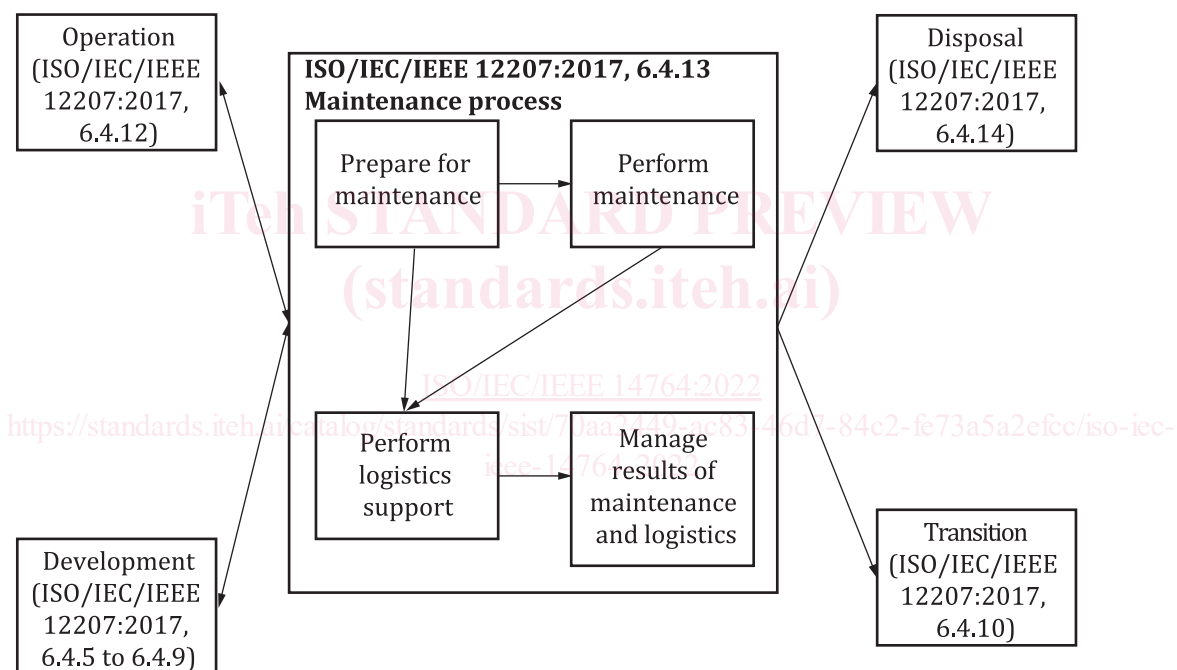 Operation
(ISO/IEC/IEEE
12207:2017,
6.4.12)
ISO/IEC/IEEE 12207:2017, 6.4.13
Maintenance process
Disposal
(ISO/IEC/IEEE
12207:2017,
6.4.14)
Prepare for
maintenance
Perform
maintenance
iTeh STANDARD PREVIEW
(standards.iteh.ai)
ISO/IEC/IEEE 14764:2022
https://standards.iteh.ai/catalog/standards/sist/70aa2449-ac83-46d7-84c2-fe73a5a2efcc/iso-iec-
ieee-14764-2022
Perform
logistics
support
Manage
results of
maintenance
and logistics
Development
(ISO/IEC/IEEE
12207:2017,
6.4.5 to 6.4.9)
Transition
(ISO/IEC/IEEE
12207:2017,
6.4.10)